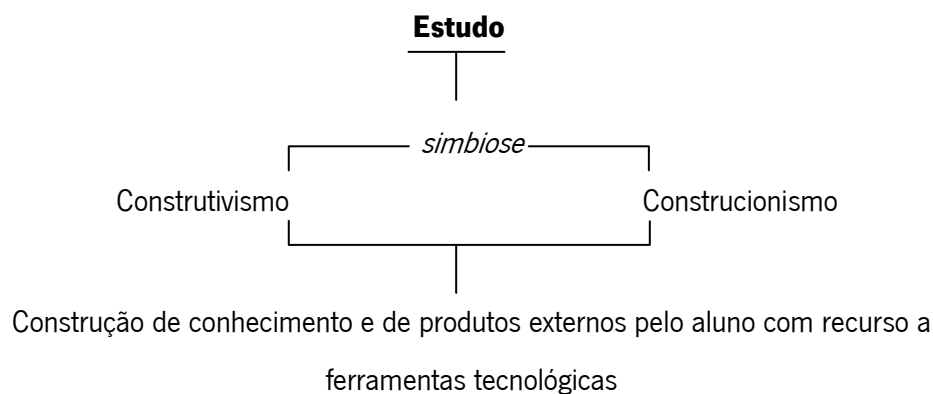 Estudo
simbiose
Construtivismo Construcionismo
Construção de conhecimento e de produtos externos pelo aluno com recurso a
ferramentas tecnológicas